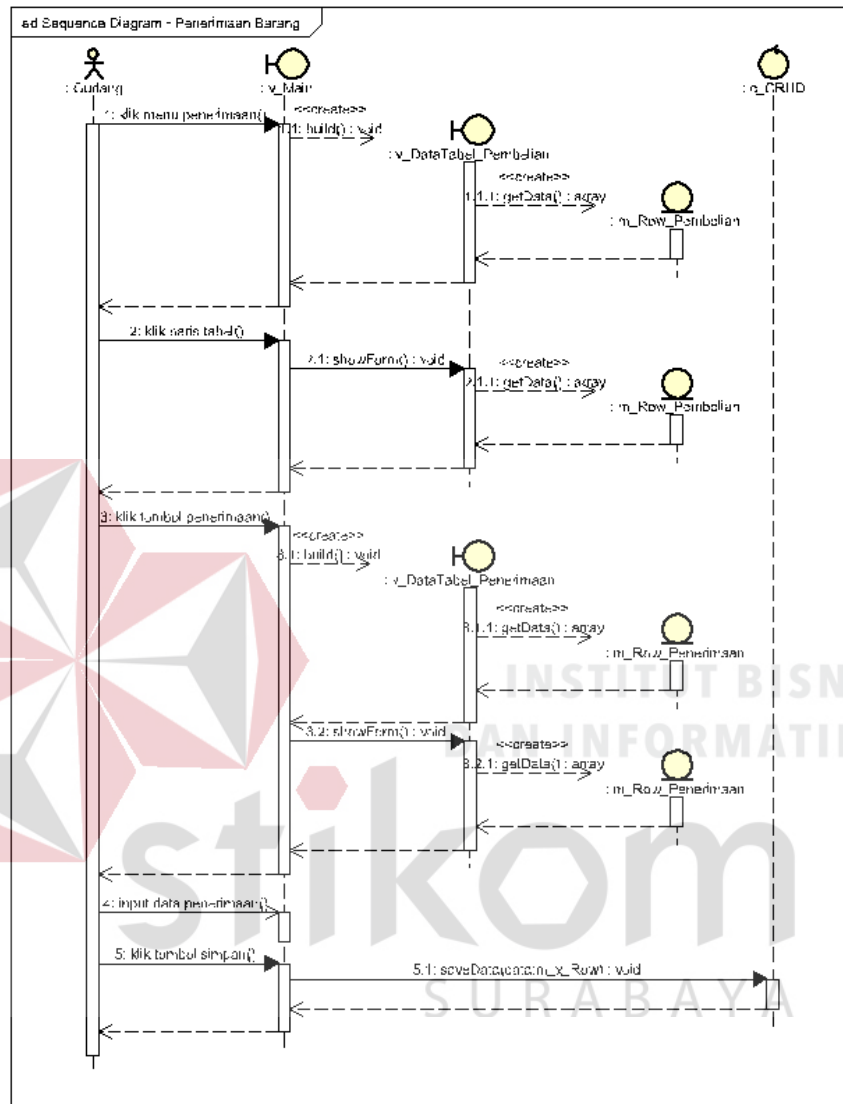 sd Sequence Diagram - Penerimaan Barang
: Gudang
: v_Main
: c_CRUD
1: klik menu penerimaan()
<<create>>
1.1: build() : void
: v_DataTabel_Pembelian
<<create>>
1.1.1: getData() : array
: m_Row_Pembelian
2: klik baris tabel()
2.1: showForm() : void
<<create>>
2.1.1: getData() : array
: m_Row_Pembelian
3: klik tombol penerimaan()
<<create>>
3.1: build() : void
: v_DataTabel_Penerimaan
<<create>>
3.1.1: getData() : array
: m_Row_Penerimaan
INSTITUT BISN
3.2: showForm() : void
DAN INFORMATI
<<create>>
3.2.1: getData() : array
: m_Row_Penerimaan
stikom
4: input data penerimaan()
5: klik tombol simpan()
5.1: saveData(data:m_x_Row) : void
SURABAYA